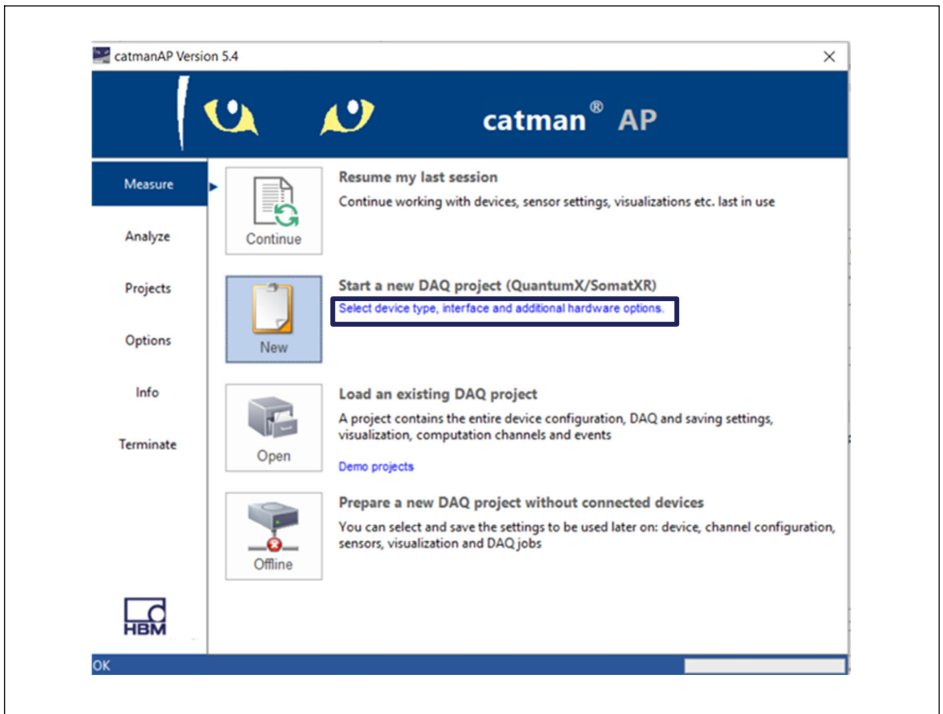 catmanAP Version 5.4
catman® AP
Measure
Analyze
Projects
Options
Info
Terminate
Continue
Resume my last session
Continue working with devices, sensor settings, visualizations etc. last in use
New
Start a new DAQ project (QuantumX/SomatXR)
Select device type, interface and additional hardware options.
Open
Load an existing DAQ project
A project contains the entire device configuration, DAQ and saving settings,
visualization, computation channels and events
Demo projects
Offline
Prepare a new DAQ project without connected devices
You can select and save the settings to be used later on: device, channel configuration,
sensors, visualization and DAQ jobs
HBM
OK